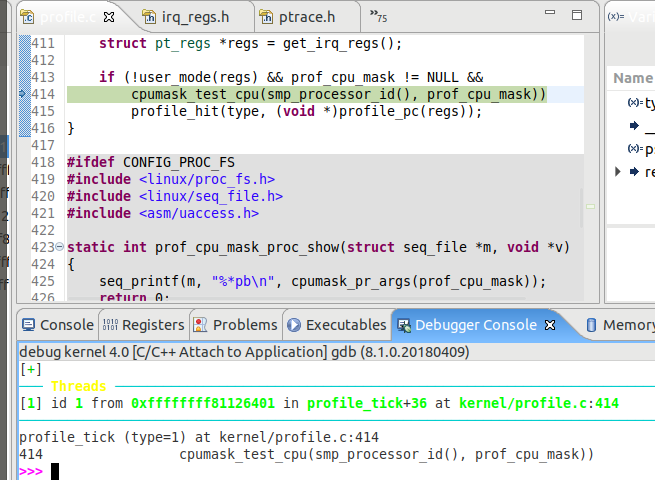 profile.c
irq_regs.h
ptrace.h
»75
(x)= Vari
411 struct pt_regs *regs = get_irq_regs();
412
413 if (!user_mode(regs) && prof_cpu_mask != NULL &&
414 cpumask_test_cpu(smp_processor_id(), prof_cpu_mask))
415 profile_hit(type, (void *)profile_pc(regs));
416 }
417
418 #ifdef CONFIG_PROC_FS
419 #include <linux/proc_fs.h>
420 #include <linux/seq_file.h>
421 #include <asm/uaccess.h>
422
423 static int prof_cpu_mask_proc_show(struct seq_file *m, void *v)
424 {
425 seq_printf(m, "%*pb\n", cpumask_pr_args(prof_cpu_mask));
426 return 0;
Name
(x)= ty
(x)= p
re
Console
Registers
Problems
Executables
Debugger Console
Memory
debug kernel 4.0 [C/C++ Attach to Application] gdb (8.1.0.20180409)
[+]
Threads
[1] id 1 from 0xffffffff81126401 in profile_tick+36 at kernel/profile.c:414
profile_tick (type=1) at kernel/profile.c:414
414 cpumask_test_cpu(smp_processor_id(), prof_cpu_mask))
>>>